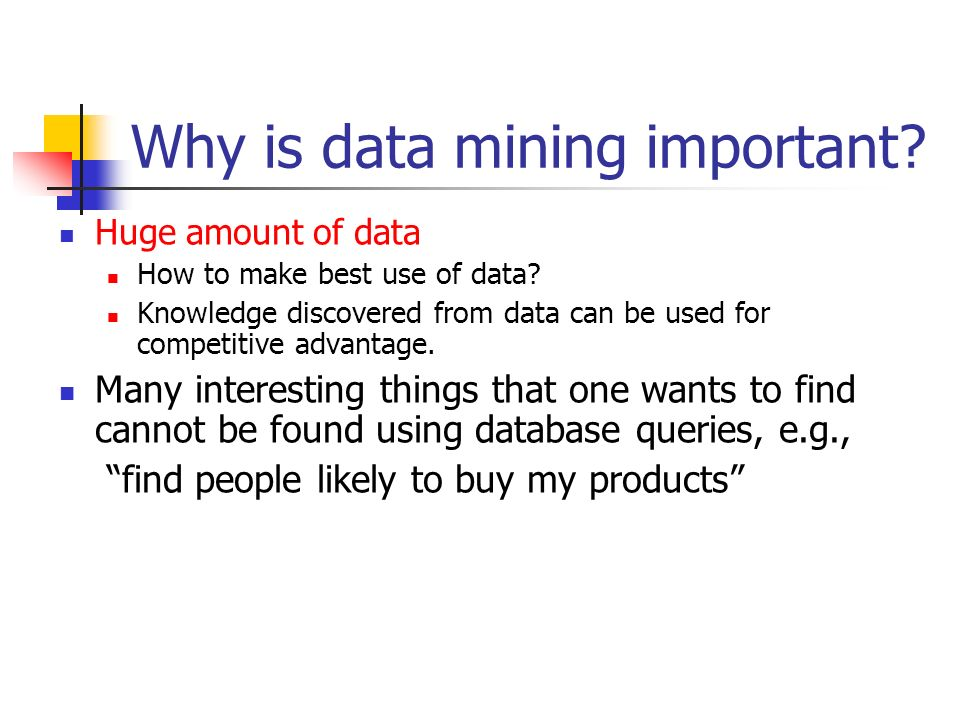 Why is data mining important?
Huge amount of data
How to make best use of data?
Knowledge discovered from data can be used for
competitive advantage.
Many interesting things that one wants to find
cannot be found using database queries, e.g.,
“find people likely to buy my products”